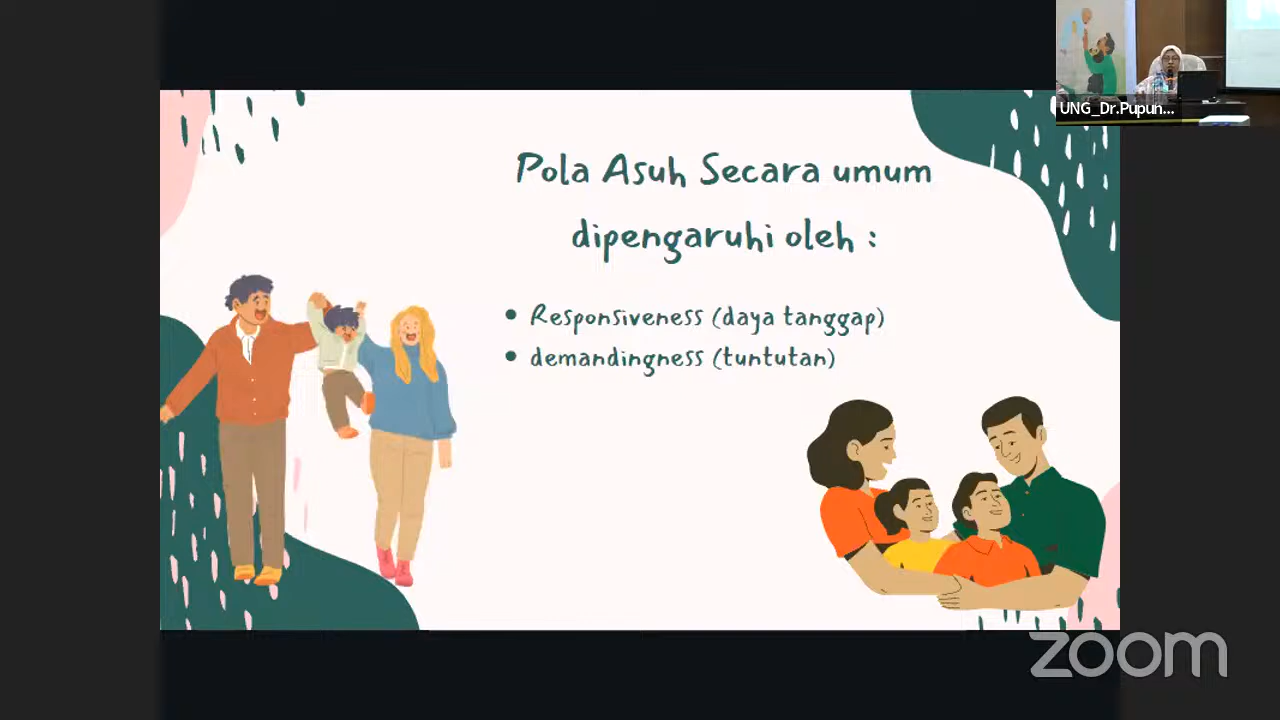 UNG_Dr.Pupun...
Pola Asuh Secara umum
dipengaruhi oleh :
• Responsiveness (daya tanggap)
• demandingness (tuntutan)
zoom